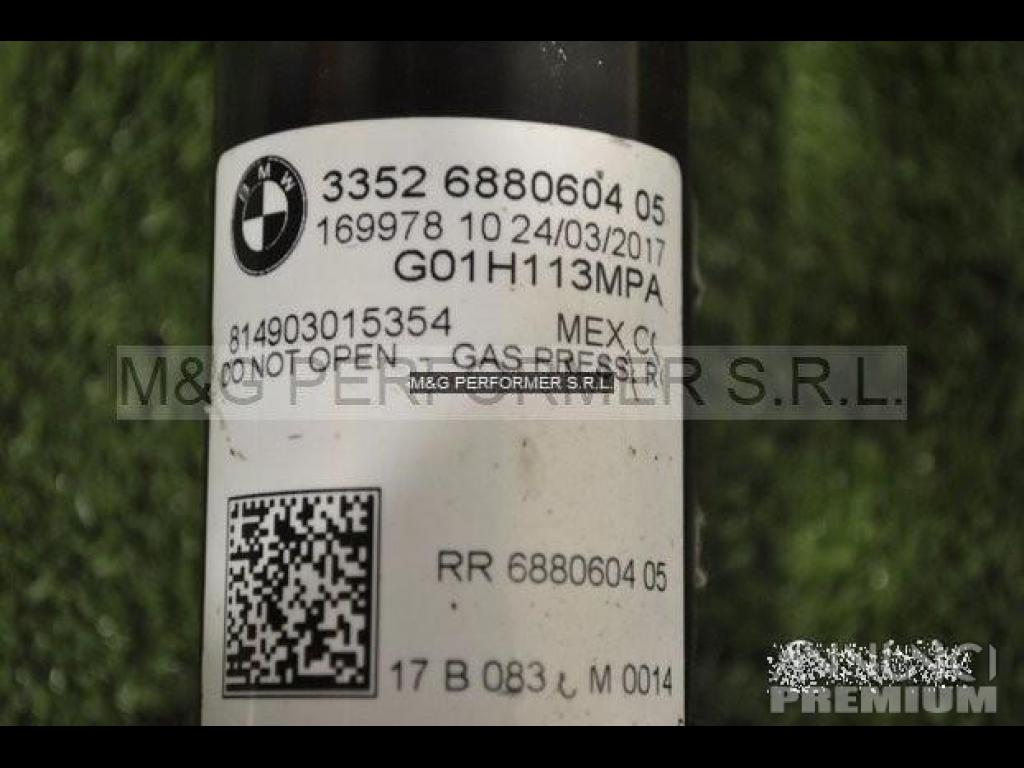 BMW
3352 6880604 05
169978 10 24/03/2017
G01H113MPA
814903015354 MEX
DO NOT OPEN GAS
M&G PERFORMER S.R.L.
M&G PERFORMER S.R.L.
RR 6880604 05
17 B 083 M 0014
PREMIUM